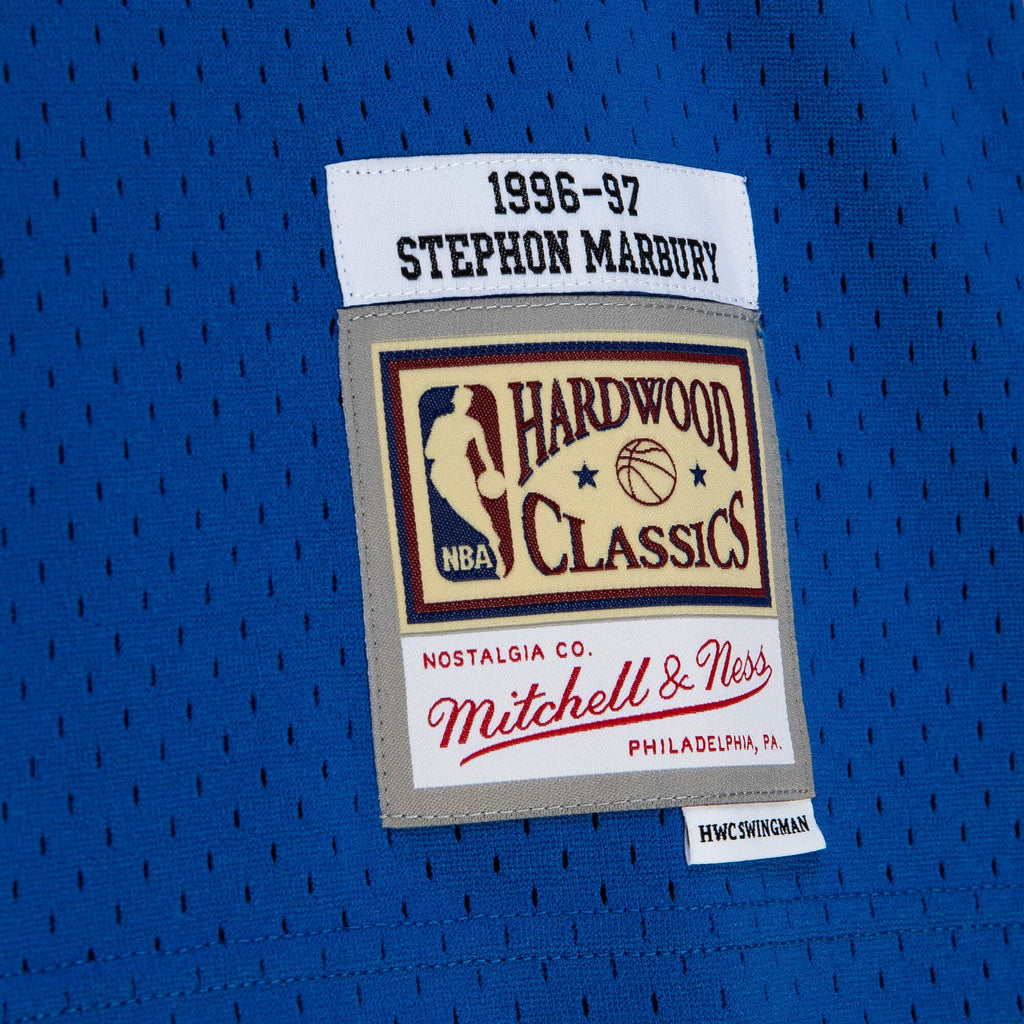 1996-97
STEPHON MARBURY
HARDWOOD
CLASSICS
NBA
NOSTALGIA CO.
Mitchell & Ness
PHILADELPHIA, PA.
HWC SWINGMAN